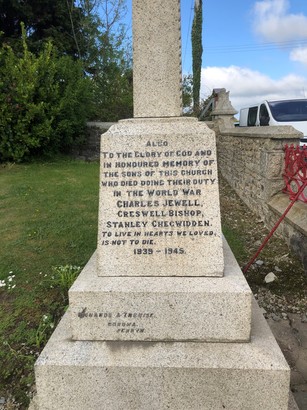 ALSO
TO THE GLORY OF GOD AND
IN HONOURED MEMORY OF
THE SONS OF THIS CHURCH
WHO DIED DOING THEIR DUTY
IN THE WORLD WAR
CHARLES JEWELL,
CRESWELL BISHOP,
STANLEY CHEGWIDDEN.
TO LIVE IN HEARTS WE LOVED,
IS NOT TO DIE.
1939 - 1945.
PENRYN